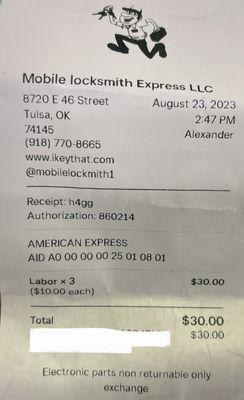 Mobile locksmith Express LLC
8720 E 46 Street August 23, 2023
Tulsa, OK 2:47 PM
74145 Alexander
(918) 770-8665
www.ikeythat.com
@mobilelocksmith1
Receipt: h4gg
Authorization: 860214
AMERICAN EXPRESS
AID A0 00 00 00 25 01 08 01
Labor × 3 $30.00
($10.00 each)
Total $30.00
$30.00
Electronic parts non returnable only
exchange